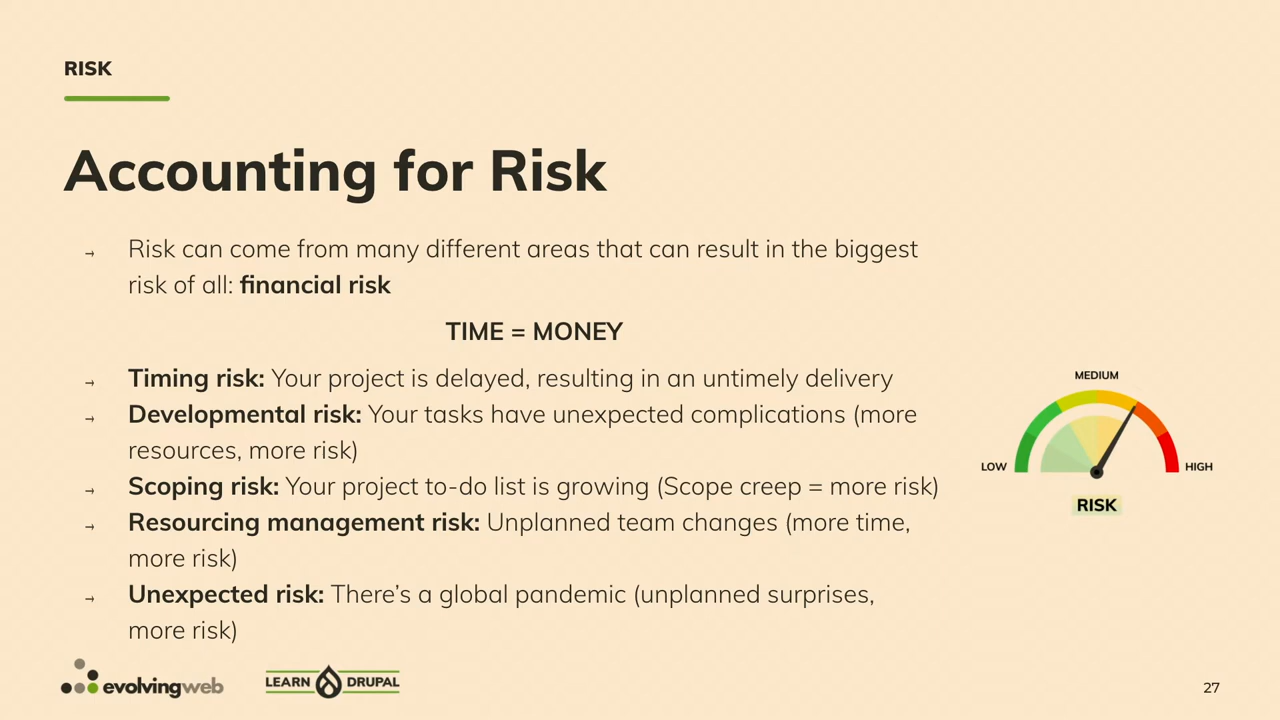 RISK
Accounting for Risk
→ Risk can come from many different areas that can result in the biggest
risk of all: financial risk
TIME = MONEY
→ Timing risk: Your project is delayed, resulting in an untimely delivery
→ Developmental risk: Your tasks have unexpected complications (more
resources, more risk)
→ Scoping risk: Your project to-do list is growing (Scope creep = more risk)
→ Resourcing management risk: Unplanned team changes (more time,
more risk)
→ Unexpected risk: There's a global pandemic (unplanned surprises,
more risk)
MEDIUM
LOW
HIGH
RISK
evolvingweb
LEARN DRUPAL
27